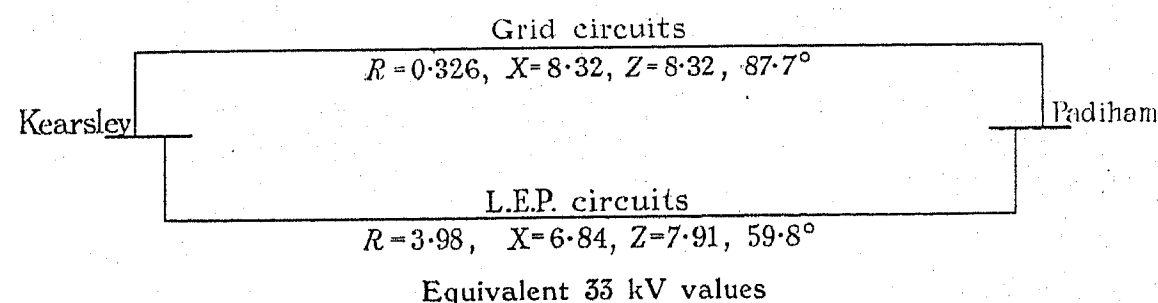 Grid circuits
R=0·326, X=8·32, Z=8·32, 87·7°
Kearsley
Padiham
L.E.P. circuits
R=3·98, X=6·84, Z=7·91, 59·8°
Equivalent 33 kV values